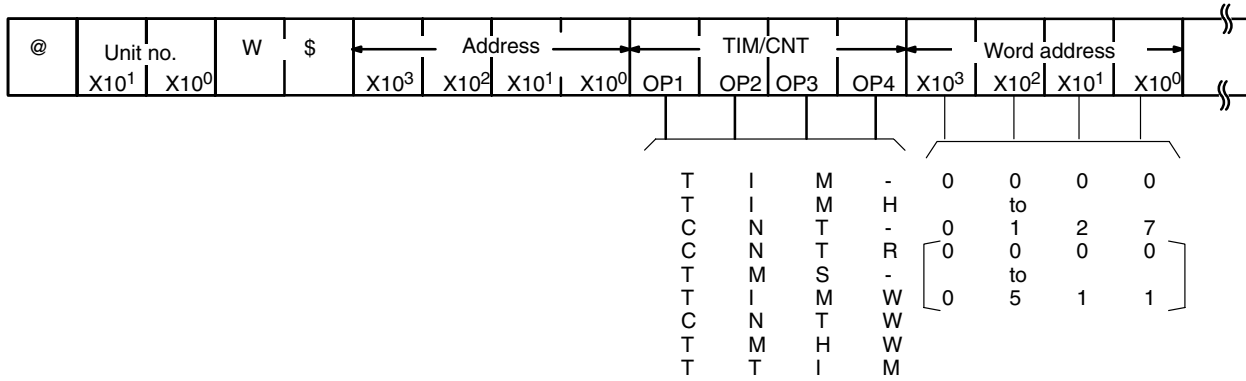 @ Unit no. W $ Address TIM/CNT Word address
X10¹ X10⁰ X10³ X10² X10¹ X10⁰ OP1 OP2 OP3 OP4 X10³ X10² X10¹ X10⁰
T I M - 0 0 0 0
T I M H to
C N T - 0 1 2 7
C N T R 0 0 0 0
T M S - to
T I M W 0 5 1 1
C N T W
T M H W
T T I M